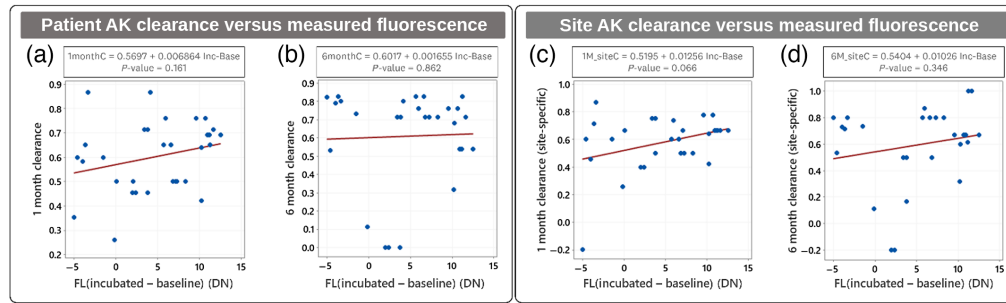 Patient AK clearance versus measured fluorescence
(a)
1monthC = 0.5697 + 0.006864 Inc-Base
P-value = 0.161
0.9
0.8
0.7
0.6
0.5
0.4
0.3
0.2
1 month clearance
−5 0 5 10 15
FL(incubated – baseline) (DN)
(b)
6monthC = 0.6017 + 0.001655 Inc-Base
P-value = 0.862
0.9
0.8
0.7
0.6
0.5
0.4
0.3
0.2
0.1
0.0
6 month clearance
−5 0 5 10 15
FL(incubated – baseline) (DN)
Site AK clearance versus measured fluorescence
(c)
1M_siteC = 0.5195 + 0.01256 Inc-Base
P-value = 0.066
1.0
0.8
0.6
0.4
0.2
0.0
−0.2
1 month clearance (site-specific)
−5 0 5 10 15
FL(incubated – baseline) (DN)
(d)
6M_siteC = 0.5404 + 0.01026 Inc-Base
P-value = 0.346
1.0
0.8
0.6
0.4
0.2
0.0
−0.2
6 month clearance (site-specific)
−5 0 5 10 15
FL(incubated – baseline) (DN)